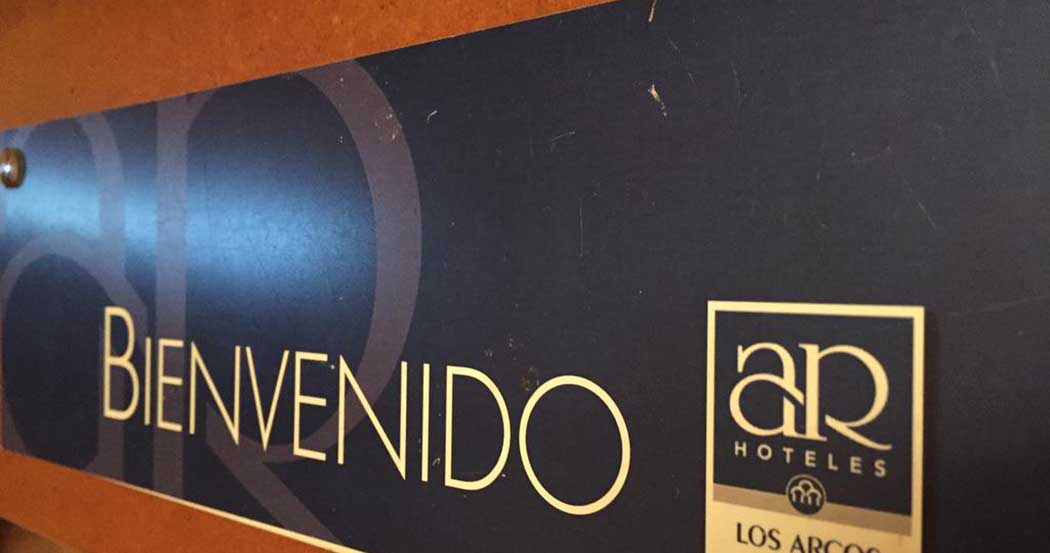 BIENVENIDO
aR
HOTELES
LOS ARCOS